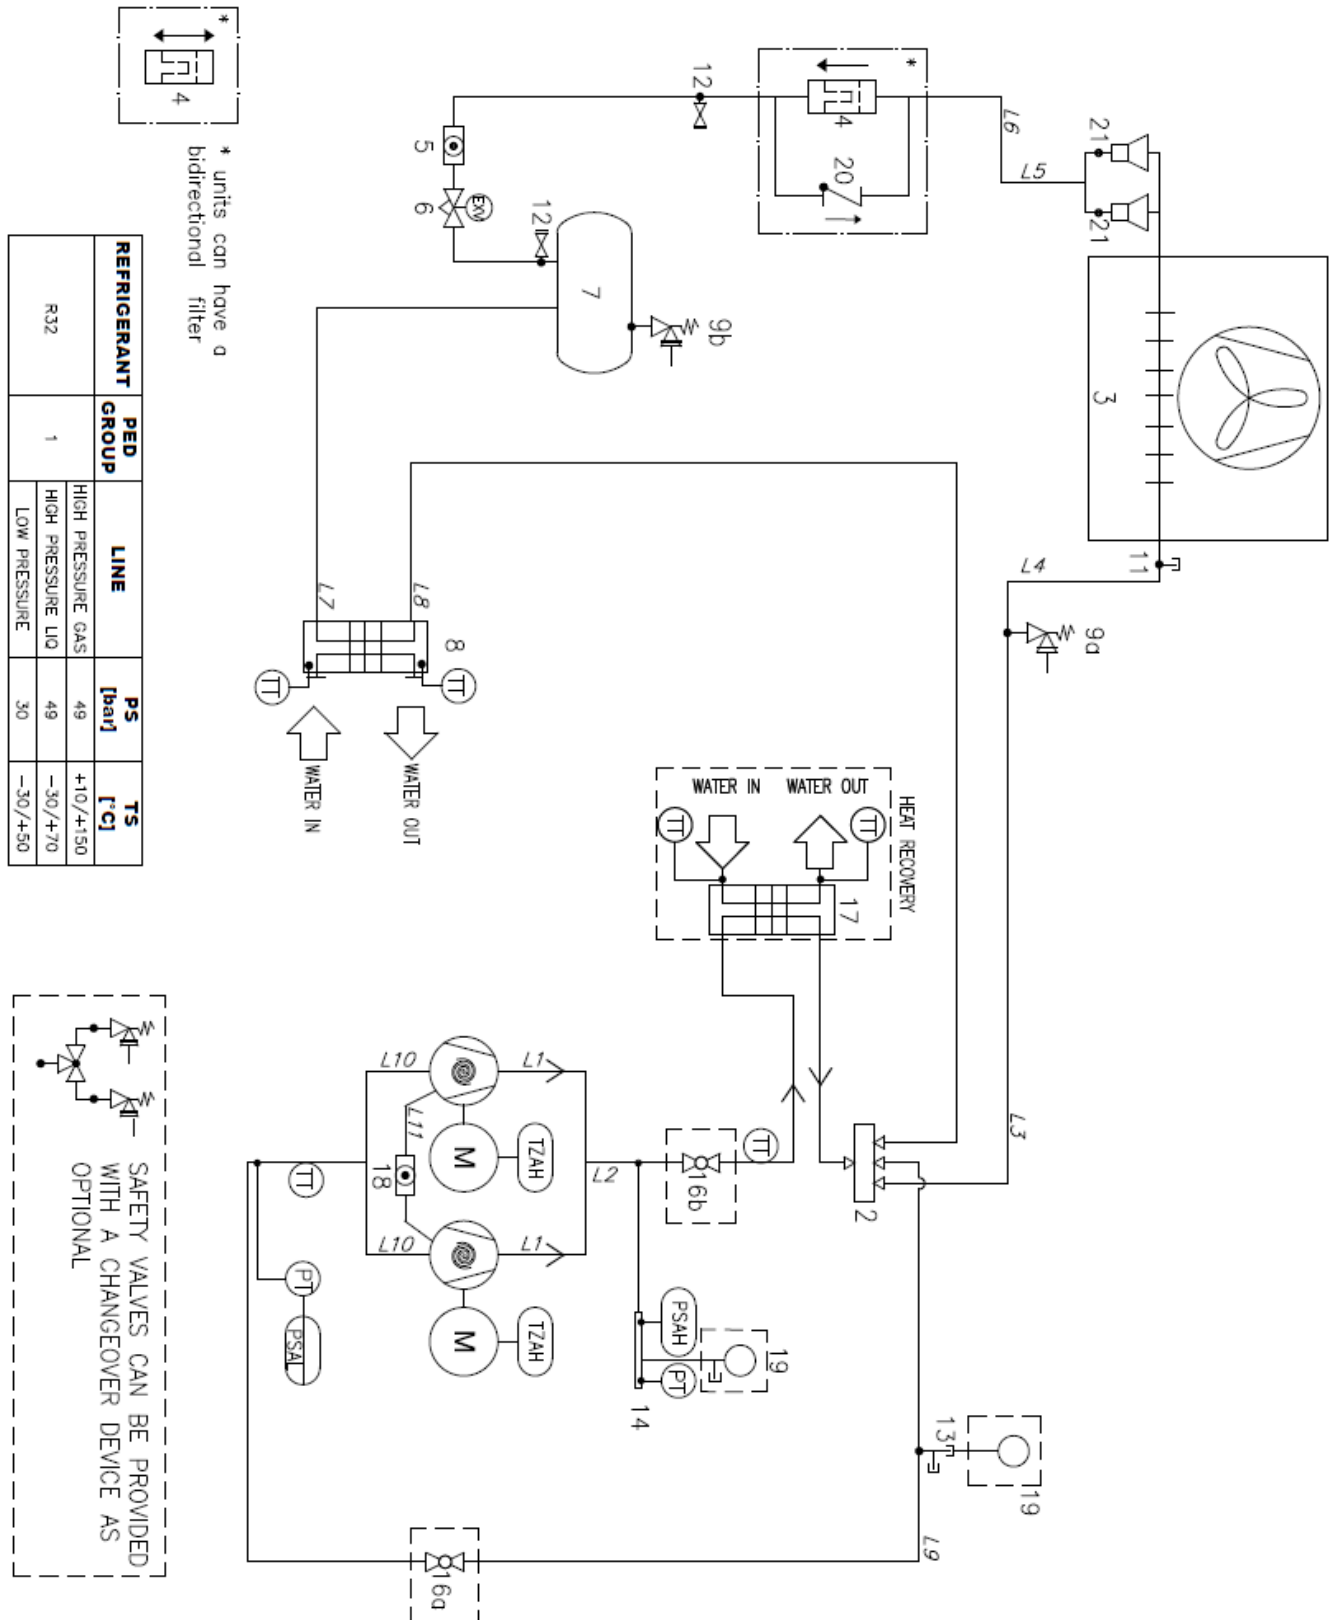 11
3
21
21
9a
L4
L5
19
L3
L6
13
L9
*
HEAT RECOVERY
TT
2
17
4
20
WATER OUT
19
TT
WATER IN
9b
12
16b
TT
PSAH
PT
14
L2
7
12
TZAH
TZAH
L1
L1
EXV
M
M
8
TT
6
5
16a
L8
WATER OUT
L11
L10
L10
18
L7
WATER IN
TT
TT
PT
PSAL
*
4
* units can have a
bidirectional filter
REFRIGERANT PED GROUP LINE PS [bar] TS [°C]
R32 1 HIGH PRESSURE GAS 49 +10/+150
HIGH PRESSURE LIQ 49 -30/+70
LOW PRESSURE 30 -30/+50
SAFETY VALVES CAN BE PROVIDED
WITH A CHANGEOVER DEVICE AS
OPTIONAL